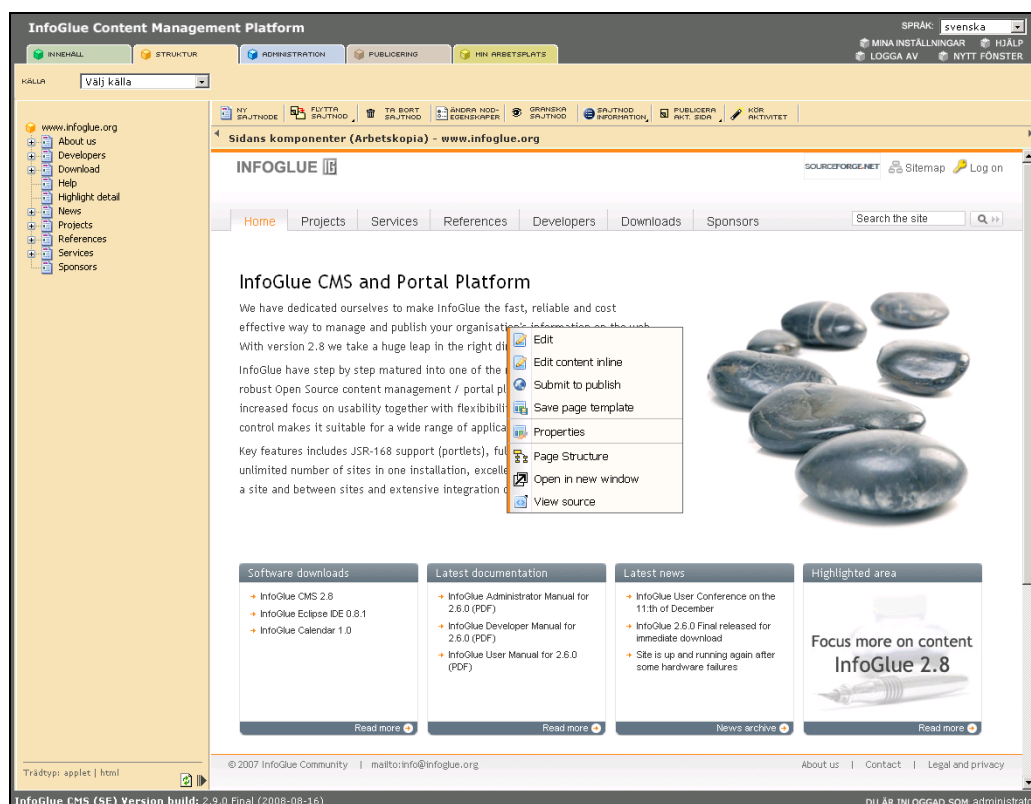 InfoGlue Content Management Platform
SPRÅK: svenska
INNEHÅLL STRUKTUR ADMINISTRATION PUBLICERING MIN ARBETSPLATS
MINA INSTÄLLNINGAR HJÄLP
LOGGA AV NYTT FÖNSTER
KÄLLA Välj källa
NY SAJTNODE FLYTTA SAJTNOD TA BORT SAJTNOD ÄNDRA NOD-EGENSKAPER GRANSKA SAJTNOD SAJTNOD INFORMATION PUBLICERA AKT. SIDA KÖR AKTIVITET
Sidans komponenter (Arbetskopia) - www.infoglue.org
www.infoglue.org
About us
Developers
Download
Help
Highlight detail
News
Projects
References
Services
Sponsors
INFOGLUE
SOURCEFORGE.NET Sitemap Log on
Home Projects Services References Developers Downloads Sponsors
Search the site
InfoGlue CMS and Portal Platform
We have dedicated ourselves to make InfoGlue the fast, reliable and cost
effective way to manage and publish your organisation's information on the web.
With version 2.8 we take a huge leap in the right
InfoGlue have step by step matured into one of the
robust Open Source content management / portal
increased focus on usability together with
control makes it suitable for a wide range of
Key features includes JSR-168 support (portlets),
unlimited number of sites in one installation,
a site and between sites and extensive integration
Edit
Edit content inline
Submit to publish
Save page template
Properties
Page Structure
Open in new window
View source
Software downloads
InfoGlue CMS 2.8
InfoGlue Eclipse IDE 0.8.1
InfoGlue Calendar 1.0
Read more
Latest documentation
InfoGlue Administrator Manual for
2.6.0 (PDF)
InfoGlue Developer Manual for
2.6.0 (PDF)
InfoGlue User Manual for 2.6.0
(PDF)
Read more
Latest news
InfoGlue User Conference on the
11:th of December
InfoGlue 2.6.0 Final released for
immediate download
Site is up and running again after
some hardware failures
News archive
Highlighted area
Focus more on content
InfoGlue 2.8
Read more
© 2007 InfoGlue Community | mailto:info@infoglue.org
About us | Contact | Legal and privacy
Trädtyp: applet | html
InfoGlue CMS (SE) Version build: 2.9.0 Final (2008-08-16)
DU ÄR INLOGGAD SOM administrato